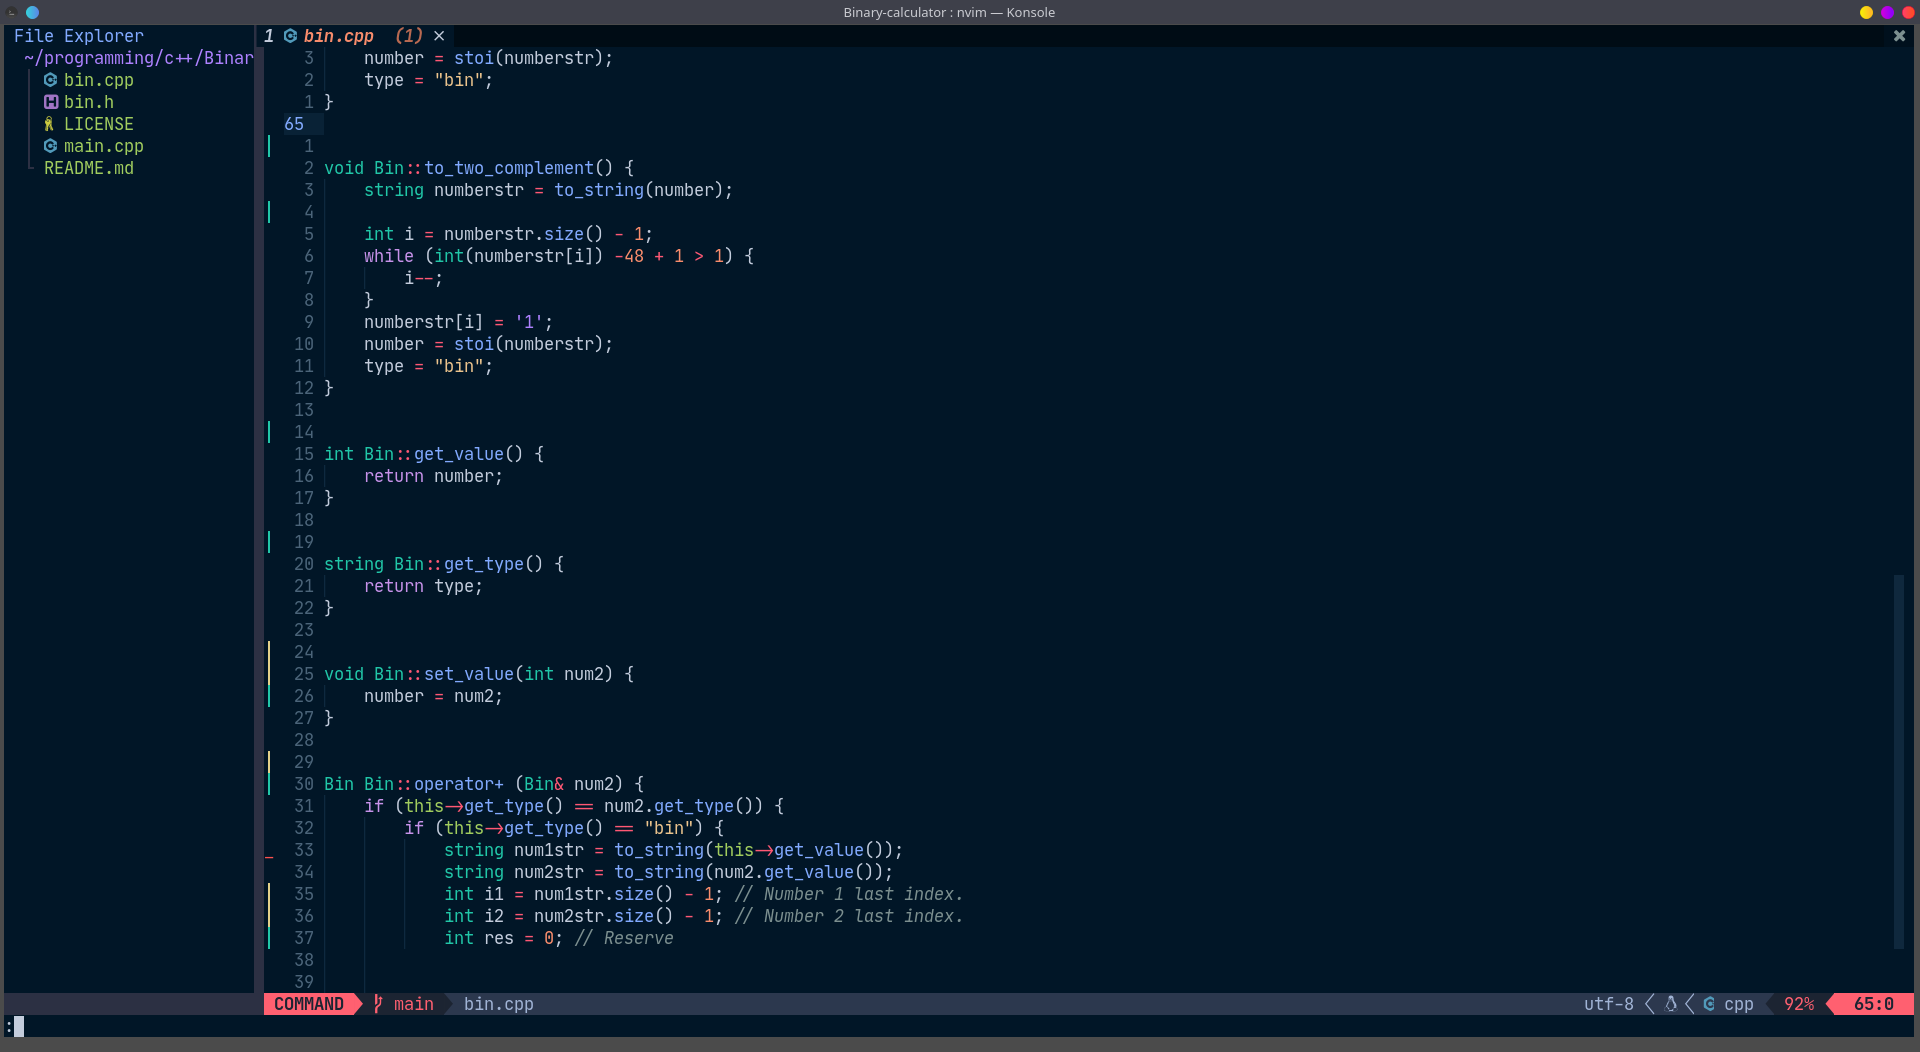 Binary-calculator : nvim — Konsole
File Explorer
~/programming/c++/Binar
bin.cpp
bin.h
LICENSE
main.cpp
README.md
1 bin.cpp (1) ×
3 number = stoi(numberstr);
2 type = "bin";
1 }
65
1
2 void Bin::to_two_complement() {
3 string numberstr = to_string(number);
4
5 int i = numberstr.size() - 1;
6 while (int(numberstr[i]) -48 + 1 > 1) {
7 i--;
8 }
9 numberstr[i] = '1';
10 number = stoi(numberstr);
11 type = "bin";
12 }
13
14
15 int Bin::get_value() {
16 return number;
17 }
18
19
20 string Bin::get_type() {
21 return type;
22 }
23
24
25 void Bin::set_value(int num2) {
26 number = num2;
27 }
28
29
30 Bin Bin::operator+ (Bin& num2) {
31 if (this->get_type() == num2.get_type()) {
32 if (this->get_type() == "bin") {
33 string num1str = to_string(this->get_value());
34 string num2str = to_string(num2.get_value());
35 int i1 = num1str.size() - 1; // Number 1 last index.
36 int i2 = num2str.size() - 1; // Number 2 last index.
37 int res = 0; // Reserve
38
39
COMMAND main bin.cpp utf-8 cpp 92% 65:0
: